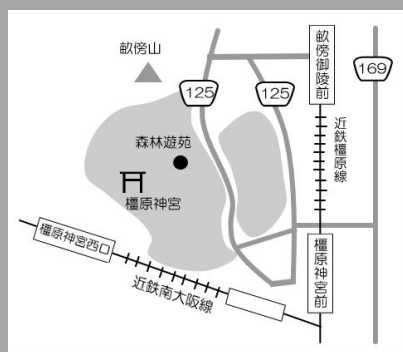 畝傍山
125
125
畝傍御陵前
169
近鉄橿原線
森林遊苑
橿原神宮
橿原神宮西口
近鉄南大阪線
橿原神宮前